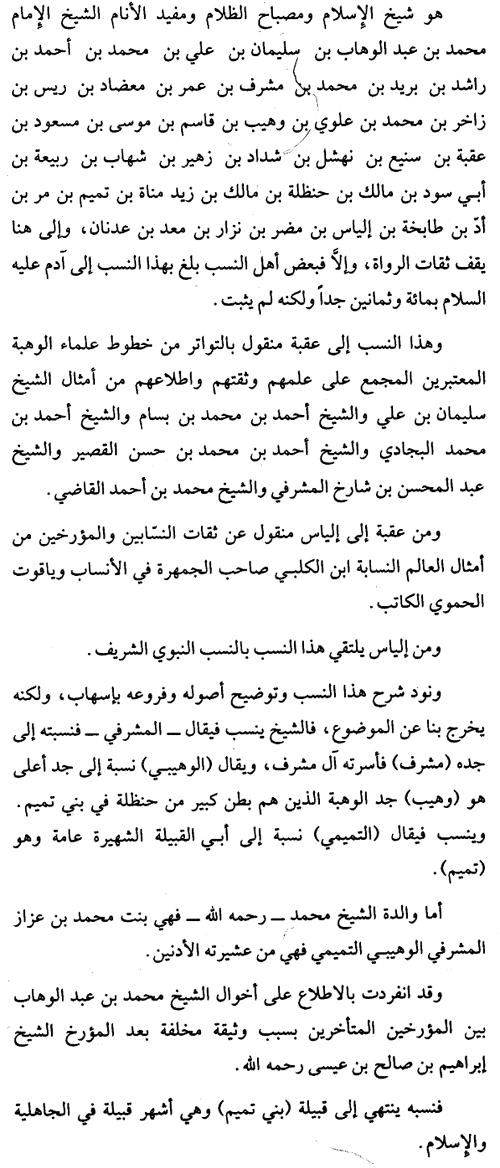 هو شيخ الإسلام ومصباح الظلام ومفيد الأنام الشيخ الإمام
محمد بن عبد الوهاب بن سليمان بن علي بن محمد بن أحمد بن
راشد بن بريد بن محمد بن مشرف بن عمر بن معضاد بن ريس بن
زاخر بن محمد بن علوي بن وهيب بن قاسم بن موسى بن مسعود بن
عقبة بن سنيع بن نهشل بن شداد بن زهير بن شهاب بن ربيعة بن
أبي سود بن مالك بن حنظلة بن مالك بن زيد مناة بن تميم بن مر بن
أدّ بن طابخة بن إلياس بن مضر بن نزار بن معد بن عدنان، وإلى هنا
يقف ثقات الرواة، وإلاَّ فبعض أهل النسب بلغ بهذا النسب إلى آدم عليه
السلام بمائة وثمانين جداً ولكنه لم يثبت.
وهذا النسب إلى عقبة منقول بالتواتر من خطوط علماء الوهبة
المعتبرين المجمع على علمهم وثقتهم واطلاعهم من أمثال الشيخ
سليمان بن علي والشيخ أحمد بن محمد بن بسام والشيخ أحمد بن
محمد البجادي والشيخ أحمد بن محمد بن حسن القصير والشيخ
عبد المحسن بن شارخ المشرفي والشيخ محمد بن أحمد القاضي.
ومن عقبة إلى إلياس منقول عن ثقات النسّابين والمؤرخين من
أمثال العالم النسابة ابن الكلبي صاحب الجمهرة في الأنساب وياقوت
الحموي الكاتب.
ومن إلياس يلتقي هذا النسب بالنسب النبوي الشريف.
ونود شرح هذا النسب وتوضيح أصوله وفروعه بإسهاب، ولكنه
يخرج بنا عن الموضوع، فالشيخ ينسب فيقال ــ المشرفي ــ فنسبته إلى
جده (مشرف) فأسرته آل مشرف، ويقال (الوهيبي) نسبة إلى جد أعلى
هو (وهيب) جد الوهبة الذين هم بطن كبير من حنظلة في بني تميم.
وينسب فيقال (التميمي) نسبة إلى أبي القبيلة الشهيرة عامة وهو
(تميم).
أما والدة الشيخ محمد ــ رحمه الله ــ فهي بنت محمد بن عزاز
المشرفي الوهيبي التميمي فهي من عشيرته الأدنين.
وقد انفردت بالاطلاع على أخوال الشيخ محمد بن عبد الوهاب
بين المؤرخين المتأخرين بسبب وثيقة مخلفة بعد المؤرخ الشيخ
إبراهيم بن صالح بن عيسى رحمه الله.
فنسبه ينتهي إلى قبيلة (بني تميم) وهي أشهر قبيلة في الجاهلية
والإسلام.